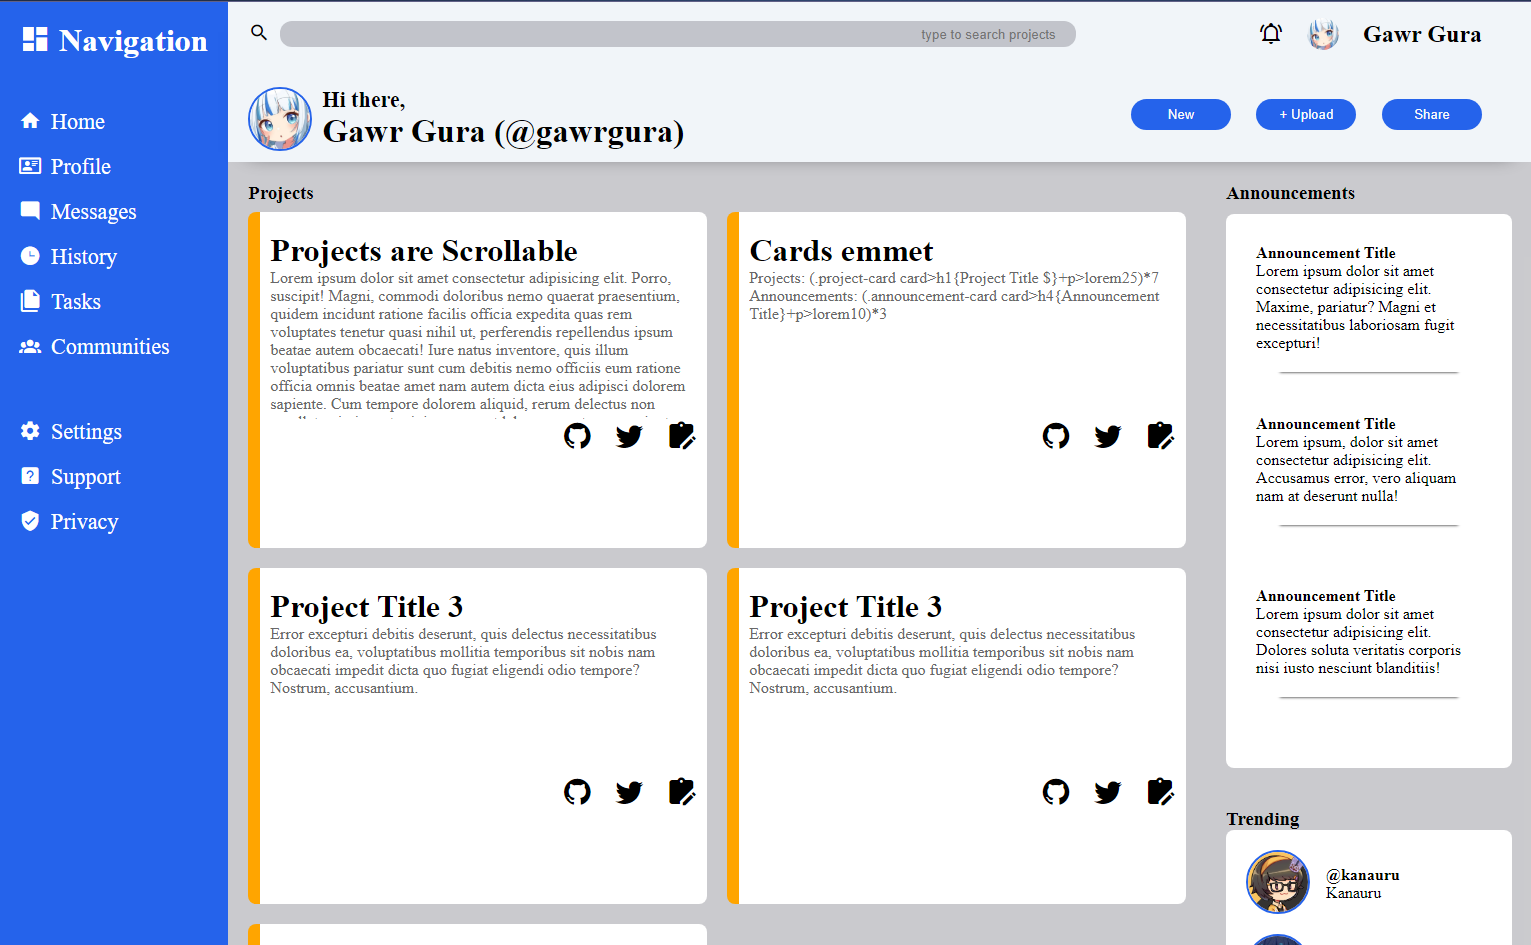 Navigation
Home
Profile
Messages
History
Tasks
Communities
Settings
Support
Privacy
type to search projects
Gawr Gura
Hi there,
Gawr Gura (@gawrgura)
New
+ Upload
Share
Projects
Projects are Scrollable
Lorem ipsum dolor sit amet consectetur adipisicing elit. Porro,
suscipit! Magni, commodi doloribus nemo quaerat praesentium,
quidem incidunt ratione facilis officia expedita quas rem
voluptates tenetur quasi nihil ut, perferendis repellendus ipsum
beatae autem obcaecati! Iure natus inventore, quis illum
voluptatibus pariatur sunt cum debitis nemo officiis eum ratione
officia omnis beatae amet nam autem dicta eius adipisci dolorem
sapiente. Cum tempore dolorem aliquid, rerum delectus non
Cards emmet
Projects: (.project-card card>h1{Project Title $}+p>lorem25)*7
Announcements: (.announcement-card card>h4{Announcement
Title}+p>lorem10)*3
Project Title 3
Error excepturi debitis deserunt, quis delectus necessitatibus
doloribus ea, voluptatibus mollitia temporibus sit nobis nam
obcaecati impedit dicta quo fugiat eligendi odio tempore?
Nostrum, accusantium.
Project Title 3
Error excepturi debitis deserunt, quis delectus necessitatibus
doloribus ea, voluptatibus mollitia temporibus sit nobis nam
obcaecati impedit dicta quo fugiat eligendi odio tempore?
Nostrum, accusantium.
Announcements
Announcement Title
Lorem ipsum dolor sit amet
consectetur adipisicing elit.
Maxime, pariatur? Magni et
necessitatibus laboriosam fugit
excepturi!
Announcement Title
Lorem ipsum, dolor sit amet
consectetur adipisicing elit.
Accusamus error, vero aliquam
nam at deserunt nulla!
Announcement Title
Lorem ipsum dolor sit amet
consectetur adipisicing elit.
Dolores soluta veritatis corporis
nisi iusto nesciunt blanditiis!
Trending
@kanauru
Kanauru